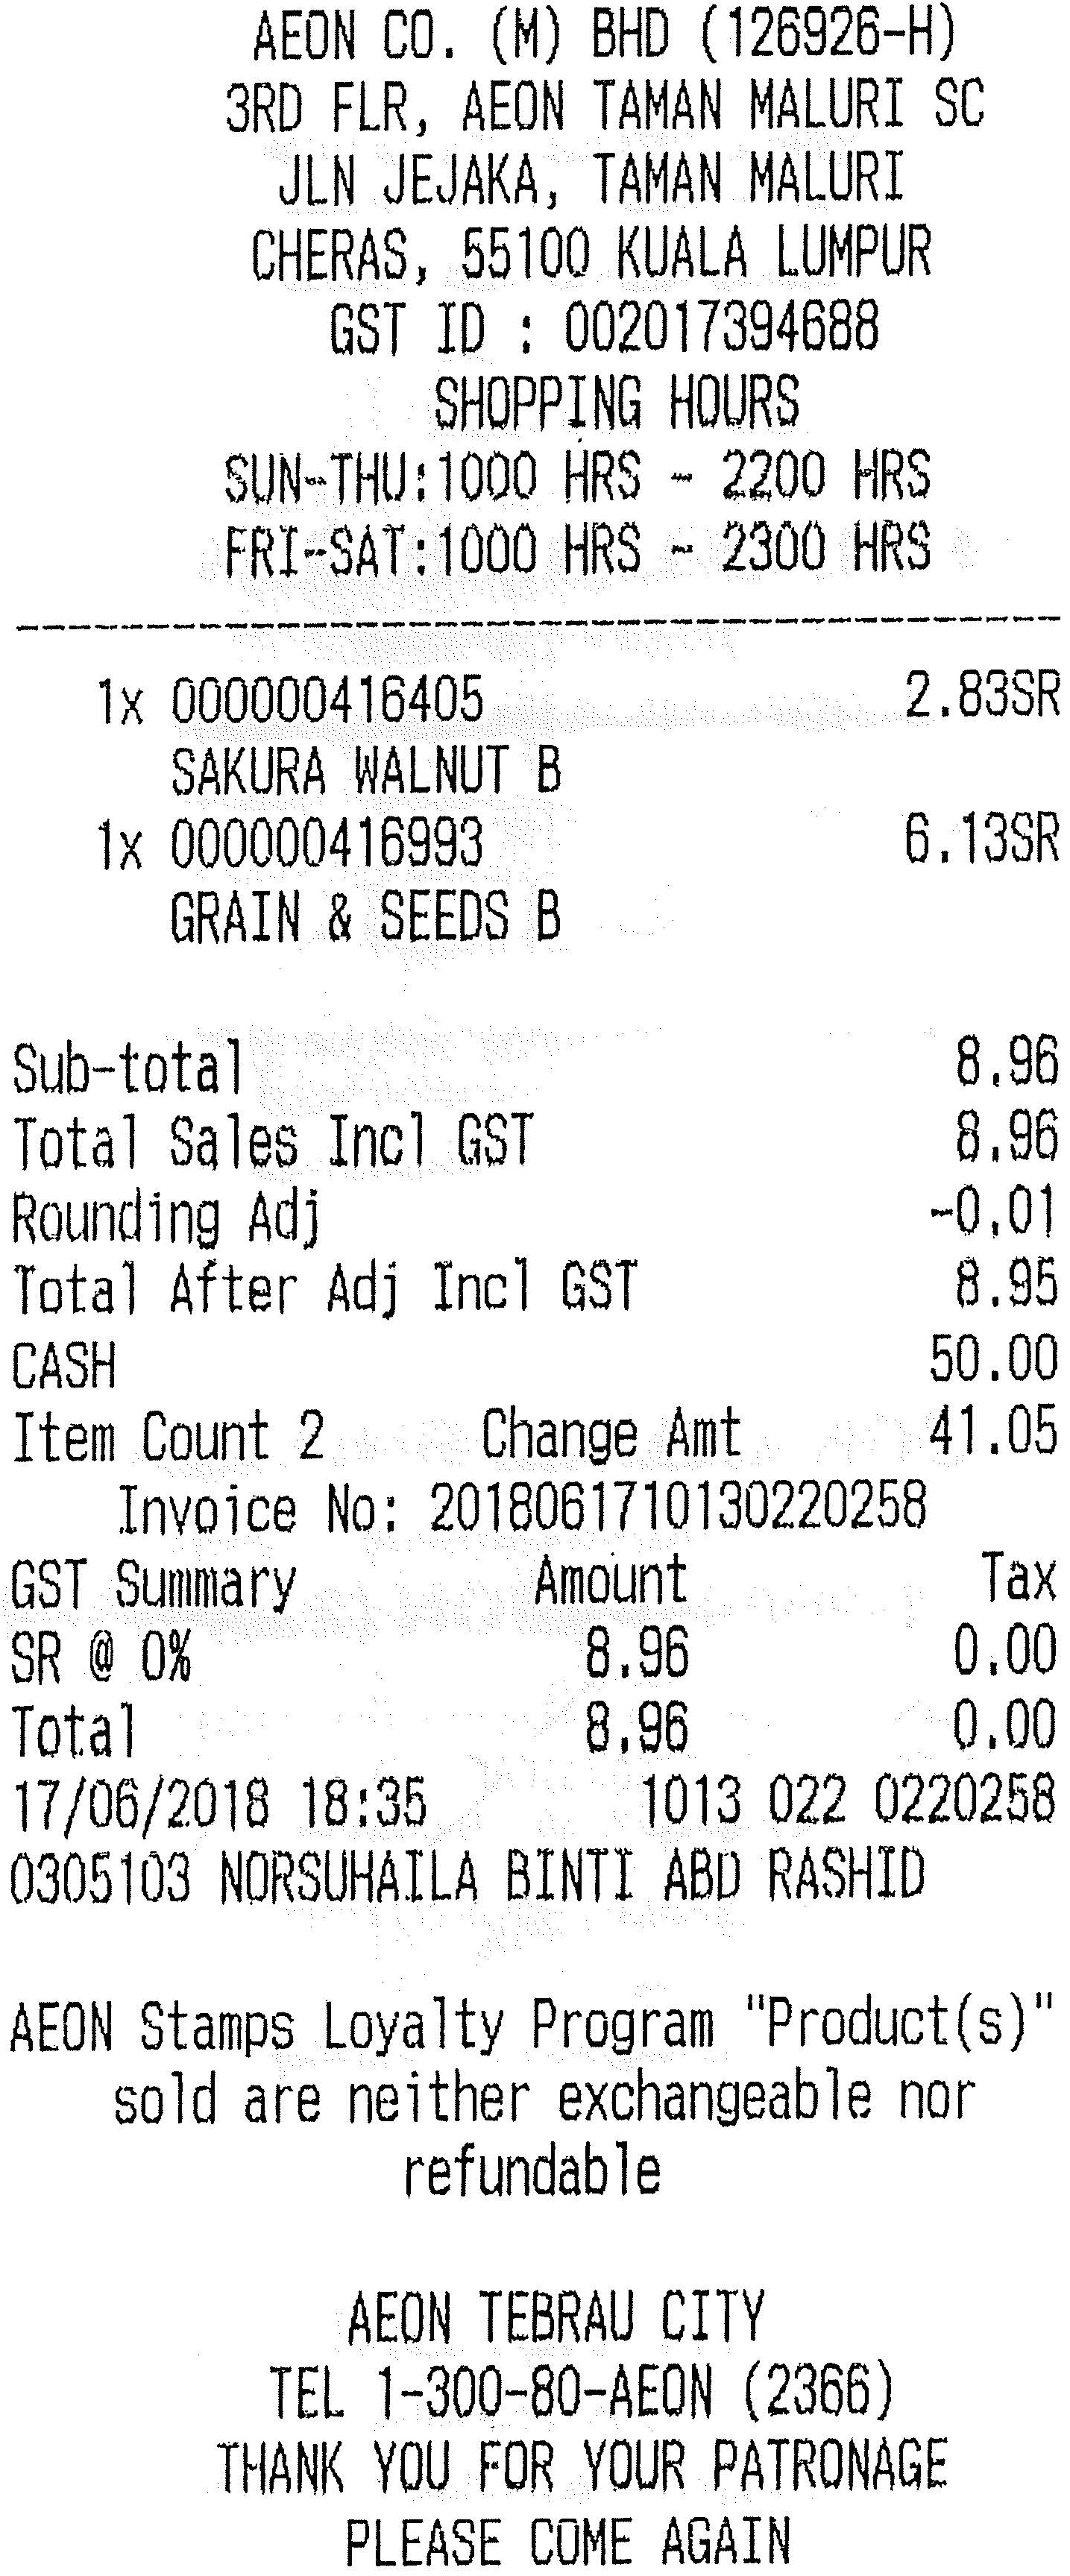 AEON CO. (M) BHD (126926-H)
3RD FLR, AEON TAMAN MALURI SC
JLN JEJAKA, TAMAN MALURI
CHERAS, 55100 KUALA LUMPUR
GST ID : 002017394688
SHOPPING HOURS
SUN-THU:1000 HRS - 2200 HRS
FRI-SAT:1000 HRS - 2300 HRS
1x 000000416405 2.83SR
SAKURA WALNUT B
1x 000000416993 6.13SR
GRAIN & SEEDS B
Sub-total 8.96
Total Sales Incl GST 8.96
Rounding Adj -0.01
Total After Adj Incl GST 8.95
CASH 50.00
Item Count 2 Change Amt 41.05
Invoice No: 2018061710130220258
GST Summary Amount Tax
SR @ 0% 8.96 0.00
Total 8.96 0.00
17/06/2018 18:35 1013 022 0220258
0305103 NORSUHAILA BINTI ABD RASHID
AEON Stamps Loyalty Program "Product(s)"
sold are neither exchangeable nor
refundable
AEON TEBRAU CITY
TEL 1-300-80-AEON (2366)
THANK YOU FOR YOUR PATRONAGE
PLEASE COME AGAIN